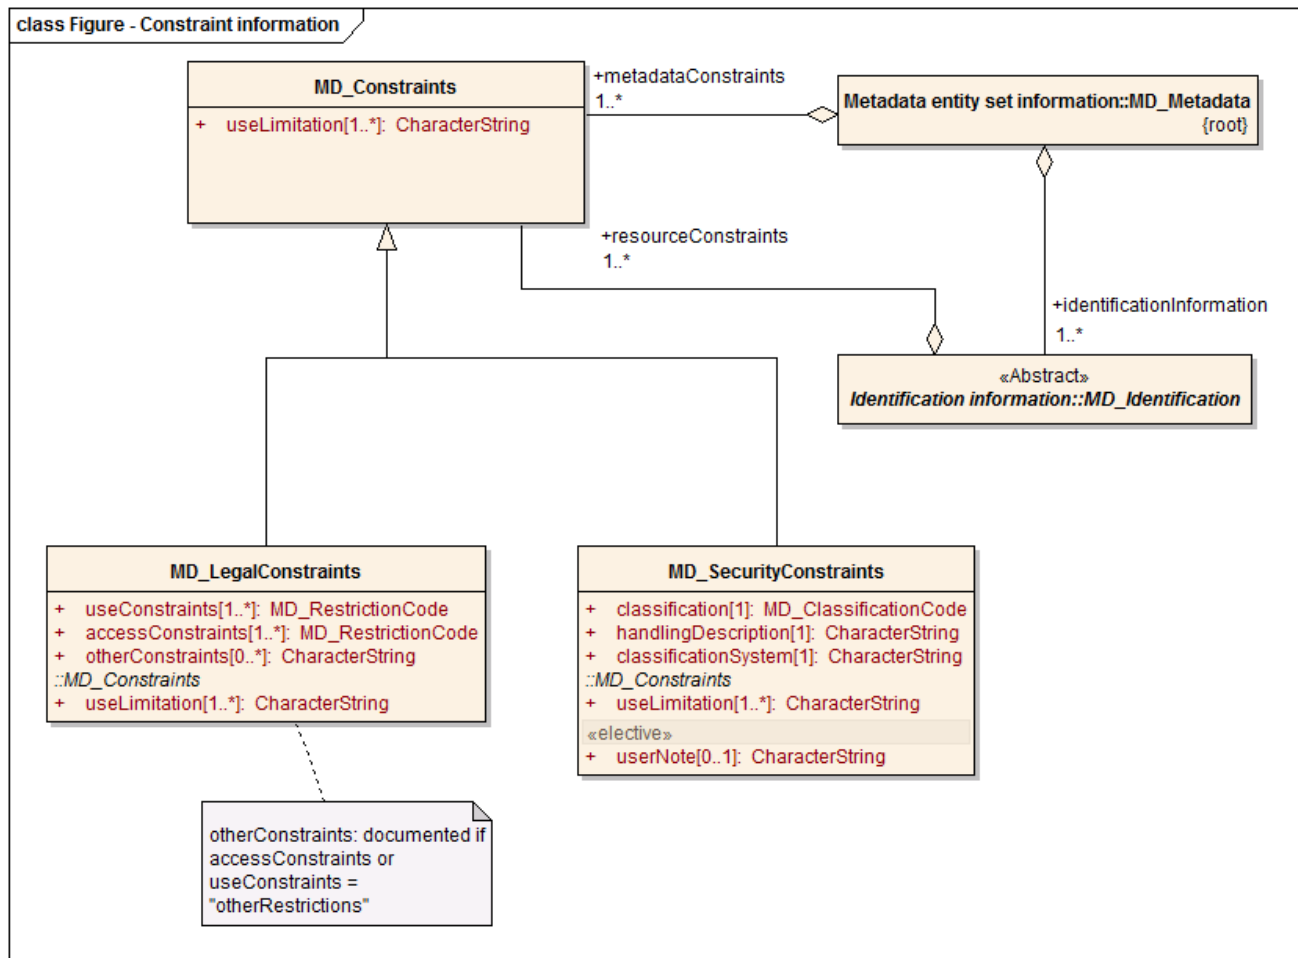 class Figure - Constraint information
MD_Constraints
+ useLimitation[1..*]: CharacterString
+metadataConstraints
1..*
Metadata entity set information::MD_Metadata
{root}
+resourceConstraints
1..*
+identificationInformation
1..*
«Abstract»
Identification information::MD_Identification
MD_LegalConstraints
+ useConstraints[1..*]: MD_RestrictionCode
+ accessConstraints[1..*]: MD_RestrictionCode
+ otherConstraints[0..*]: CharacterString
::MD_Constraints
+ useLimitation[1..*]: CharacterString
MD_SecurityConstraints
+ classification[1]: MD_ClassificationCode
+ handlingDescription[1]: CharacterString
+ classificationSystem[1]: CharacterString
::MD_Constraints
+ useLimitation[1..*]: CharacterString
«elective»
+ userNote[0..1]: CharacterString
otherConstraints: documented if
accessConstraints or
useConstraints =
"otherRestrictions"